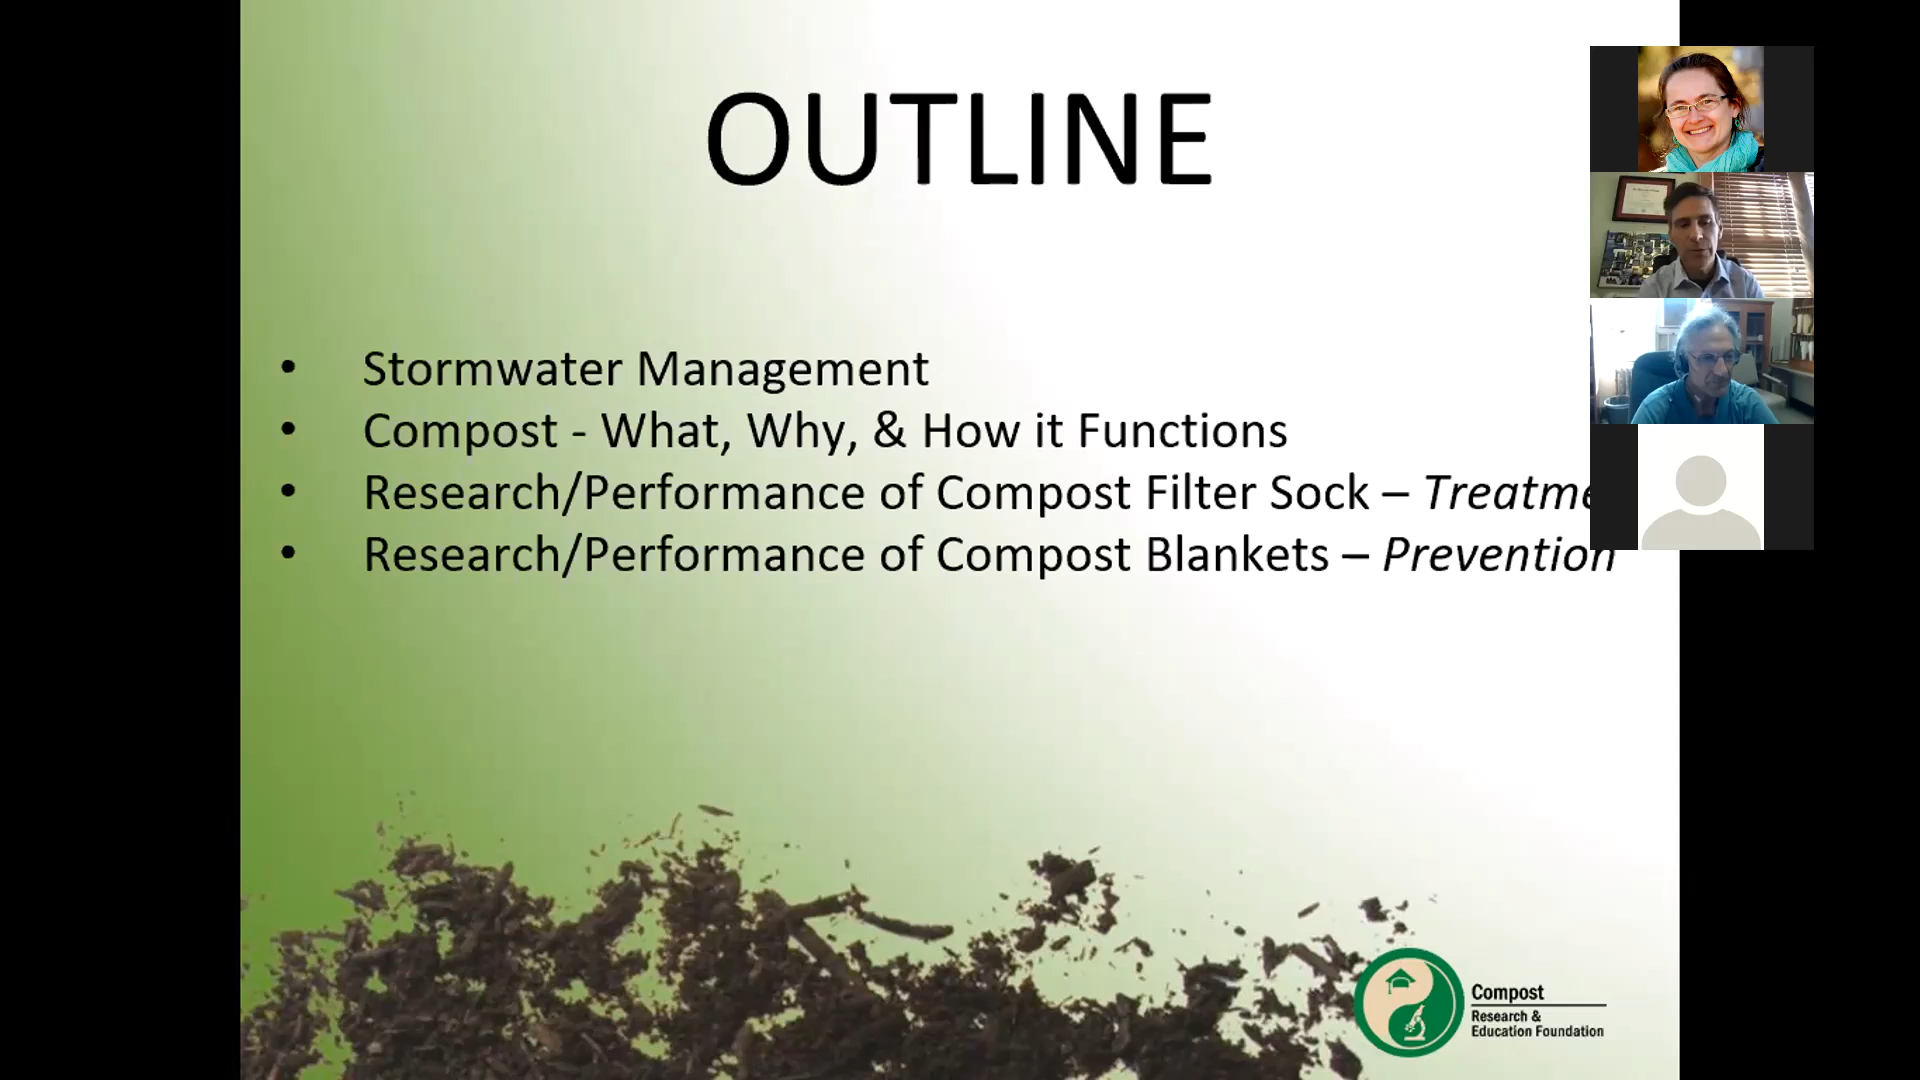 OUTLINE
• Stormwater Management
• Compost - What, Why, & How it Functions
• Research/Performance of Compost Filter Sock – Treatme
• Research/Performance of Compost Blankets – Prevention
Compost
Research &
Education Foundation